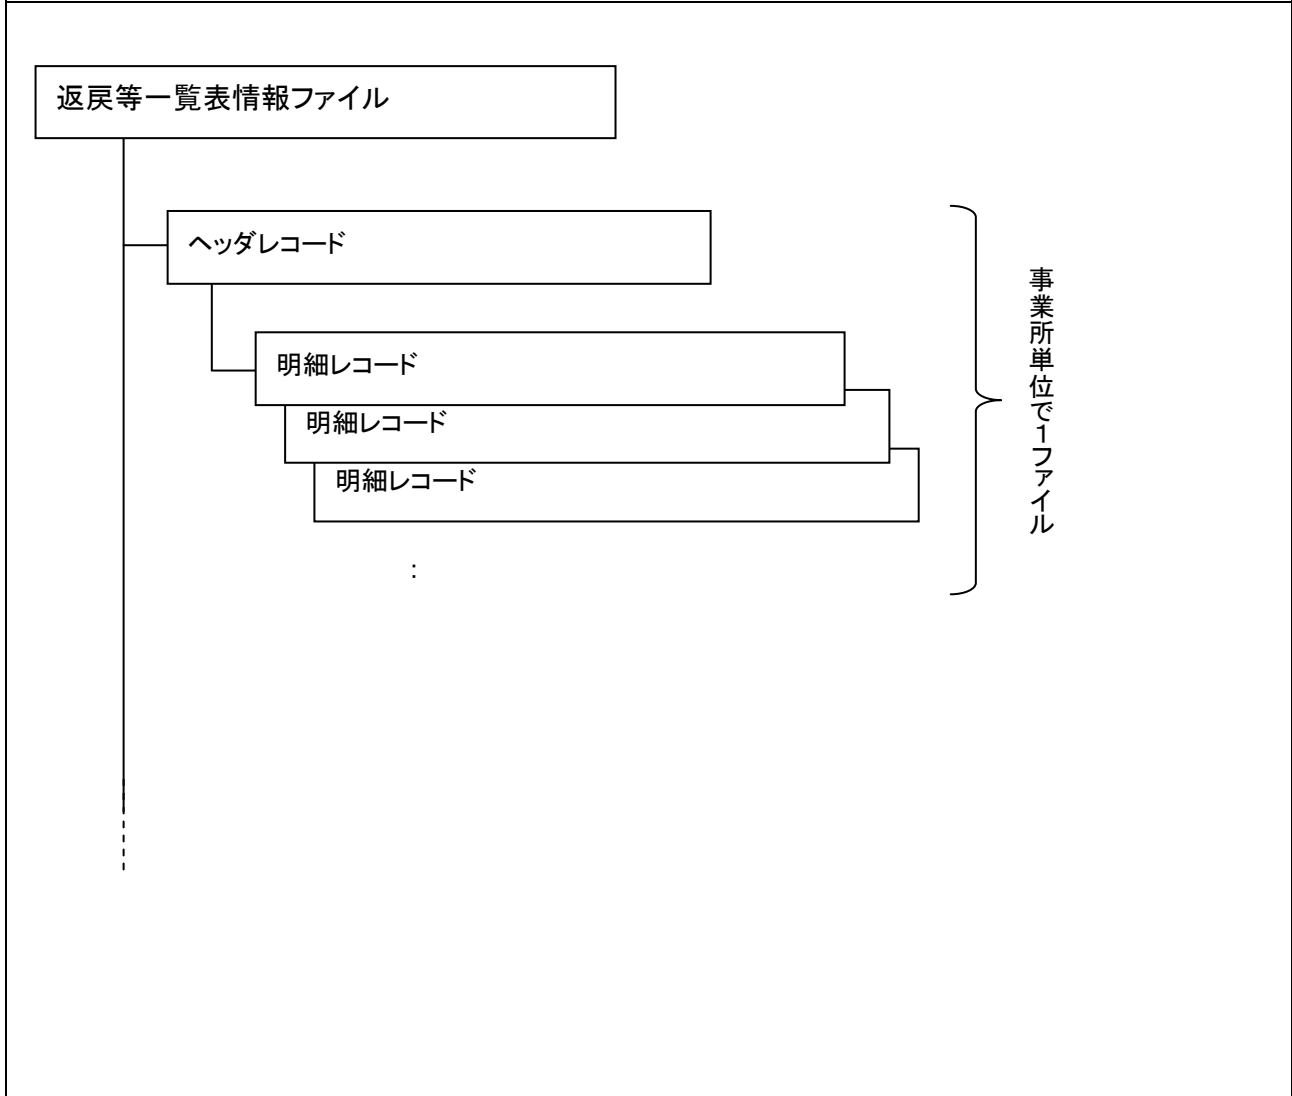 返戻等一覧表情報ファイル
ヘッダレコード
明細レコード
明細レコード
明細レコード
:
事業所単位で1ファイル